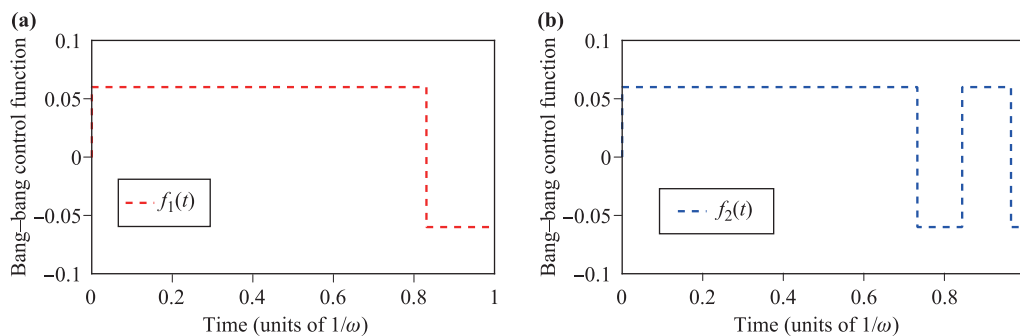 (a)
Bang–bang control function
0.1
0.05
0
−0.05
−0.1
f1(t)
0 0.2 0.4 0.6 0.8 1
Time (units of 1/ω)
(b)
Bang–bang control function
0.1
0.05
0
−0.05
−0.1
f2(t)
0 0.2 0.4 0.6 0.8
Time (units of 1/ω)